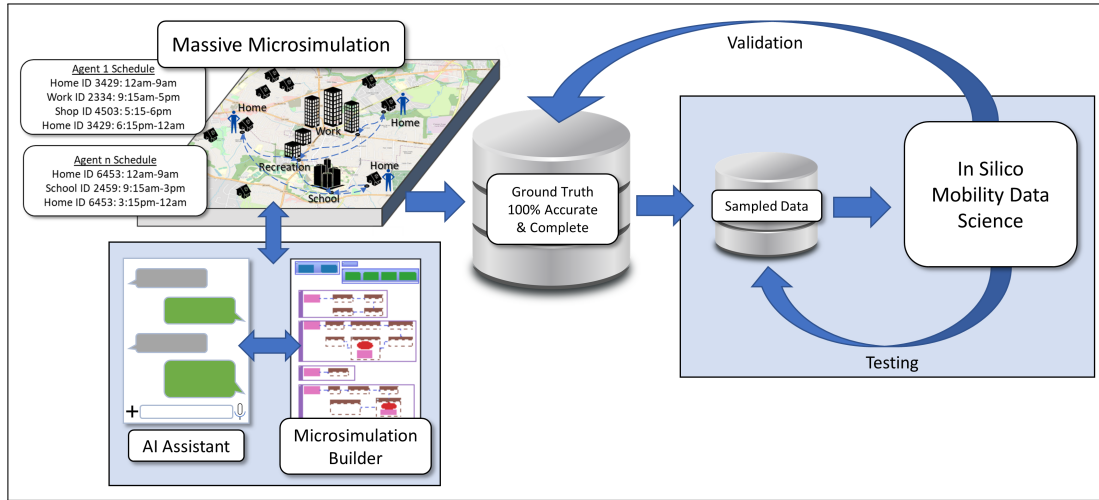 Massive Microsimulation
Agent 1 Schedule
Home ID 3429: 12am-9am
Work ID 2334: 9:15am-5pm
Shop ID 4503: 5:15-6pm
Home ID 3429: 6:15pm-12am
Agent n Schedule
Home ID 6453: 12am-9am
School ID 2459: 9:15am-3pm
Home ID 6453: 3:15pm-12am
Home
Work
Home
Recreation
Home
School
AI Assistant
Microsimulation
Builder
Ground Truth
100% Accurate
& Complete
Validation
Sampled Data
In Silico
Mobility Data
Science
Testing